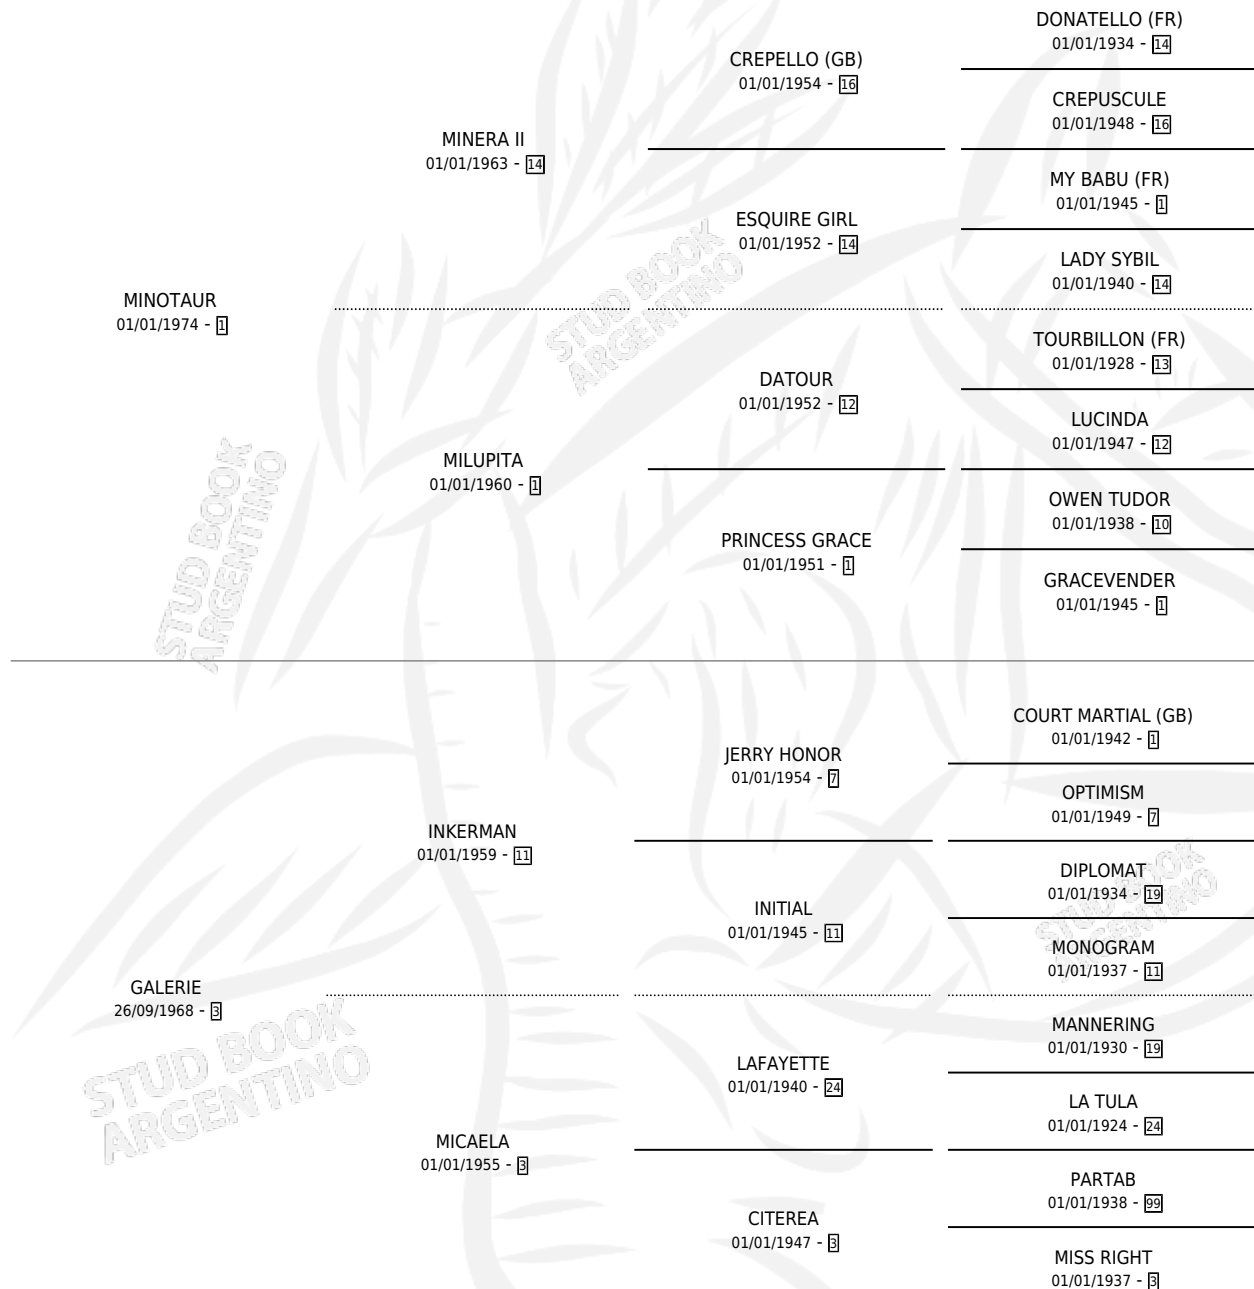 MINOTAUR
01/01/1974 - 1
MINERA II
01/01/1963 - 14
CREPELLO (GB)
01/01/1954 - 16
DONATELLO (FR)
01/01/1934 - 14
CREPUSCULE
01/01/1948 - 16
ESQUIRE GIRL
01/01/1952 - 14
MY BABU (FR)
01/01/1945 - 1
LADY SYBIL
01/01/1940 - 14
MILUPITA
01/01/1960 - 1
DATOUR
01/01/1952 - 12
TOURBILLON (FR)
01/01/1928 - 13
LUCINDA
01/01/1947 - 12
PRINCESS GRACE
01/01/1951 - 1
OWEN TUDOR
01/01/1938 - 10
GRACEVENDER
01/01/1945 - 1
GALERIE
26/09/1968 - 3
INKERMAN
01/01/1959 - 11
JERRY HONOR
01/01/1954 - 7
COURT MARTIAL (GB)
01/01/1942 - 1
OPTIMISM
01/01/1949 - 7
INITIAL
01/01/1945 - 11
DIPLOMAT
01/01/1934 - 19
MONOGRAM
01/01/1937 - 11
MICAELA
01/01/1955 - 3
LAFAYETTE
01/01/1940 - 24
MANNERING
01/01/1930 - 19
LA TULA
01/01/1924 - 24
CITEREA
01/01/1947 - 3
PARTAB
01/01/1938 - 99
MISS RIGHT
01/01/1937 - 3
STUD BOOK
ARGENTINO
STUD BOOK
ARGENTINO
STUD BOOK
ARGENTINO
STUD BOOK
ARGENTINO